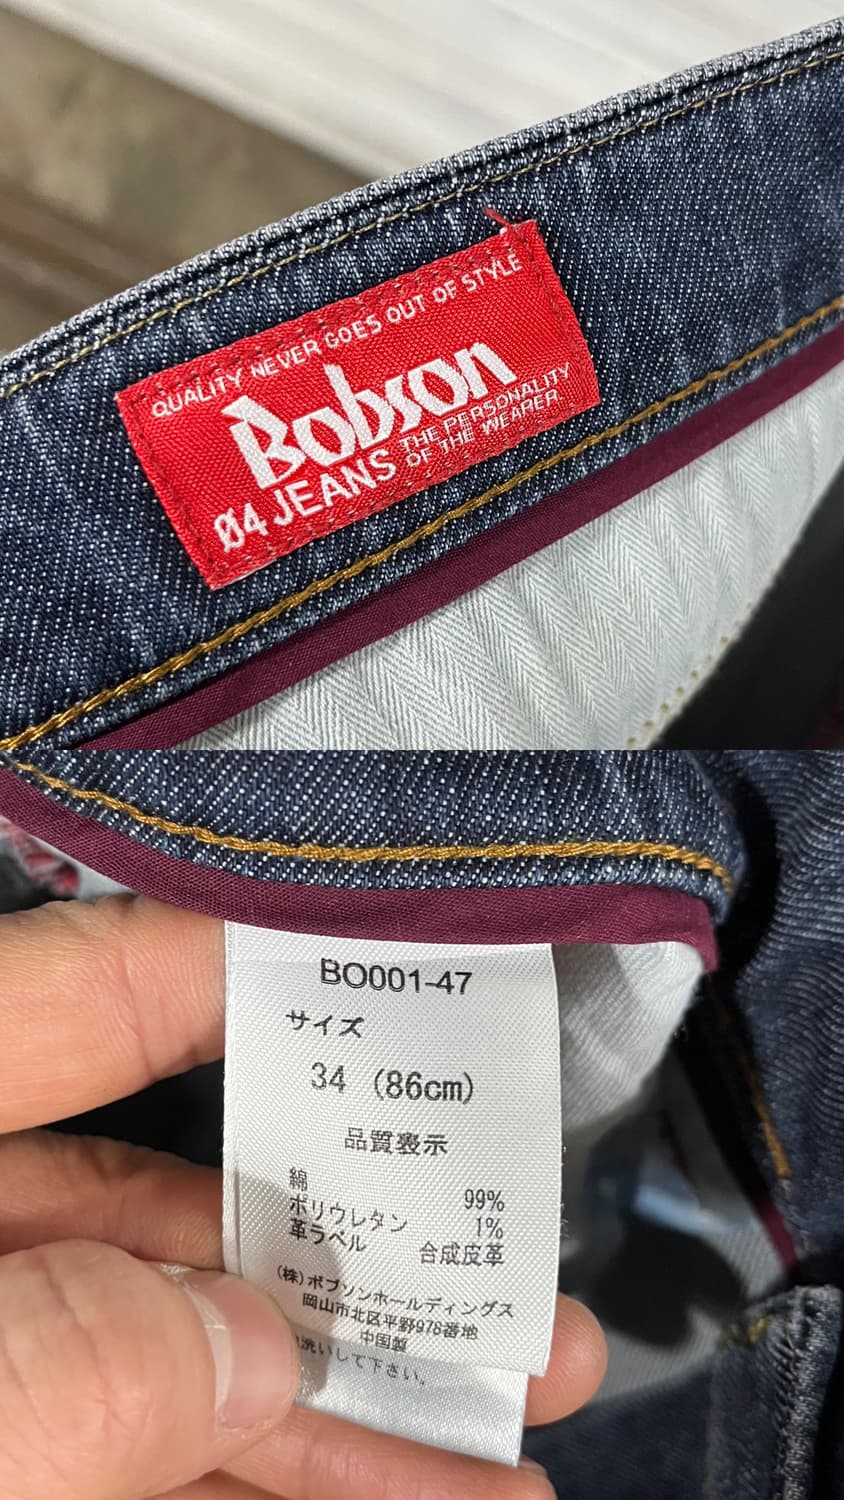 QUALITY NEVER GOES OUT OF STYLE
Bobson
Ø4 JEANS THE PERSONALITY
OF THE WEARER
BO001-47
サイズ
34 (86cm)
品質表示
綿 99%
ポリウレタン 1%
革ラベル 合成皮革
(株)ボブソンホールディングス
岡山市北区平野978番地
中国製
洗いして下さい。